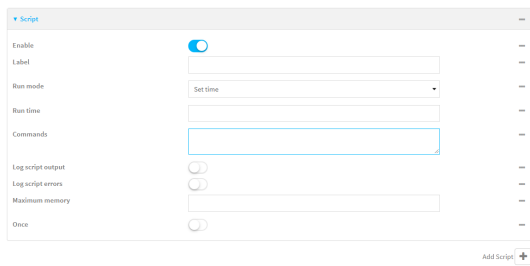 Script
Enable
Label
Run mode
Set time
Run time
Commands
Log script output
Log script errors
Maximum memory
Once
Add Script